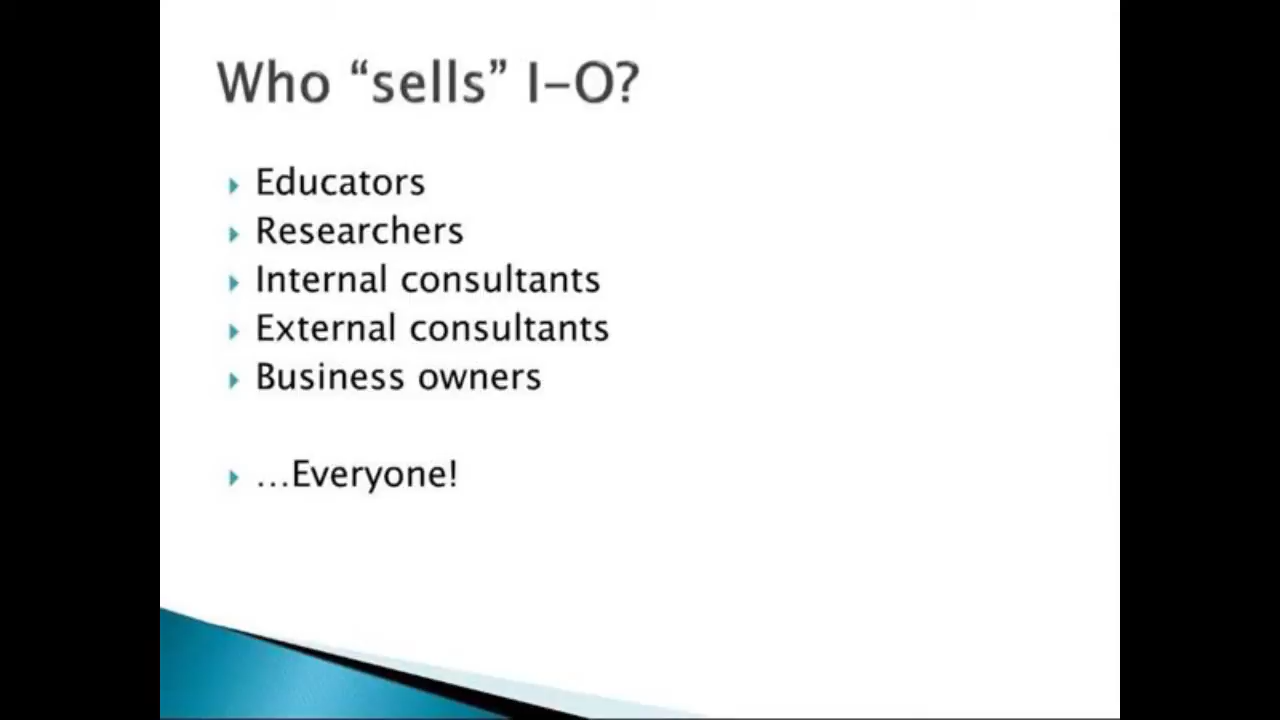 Who “sells” I-O?
Educators
Researchers
Internal consultants
External consultants
Business owners
…Everyone!